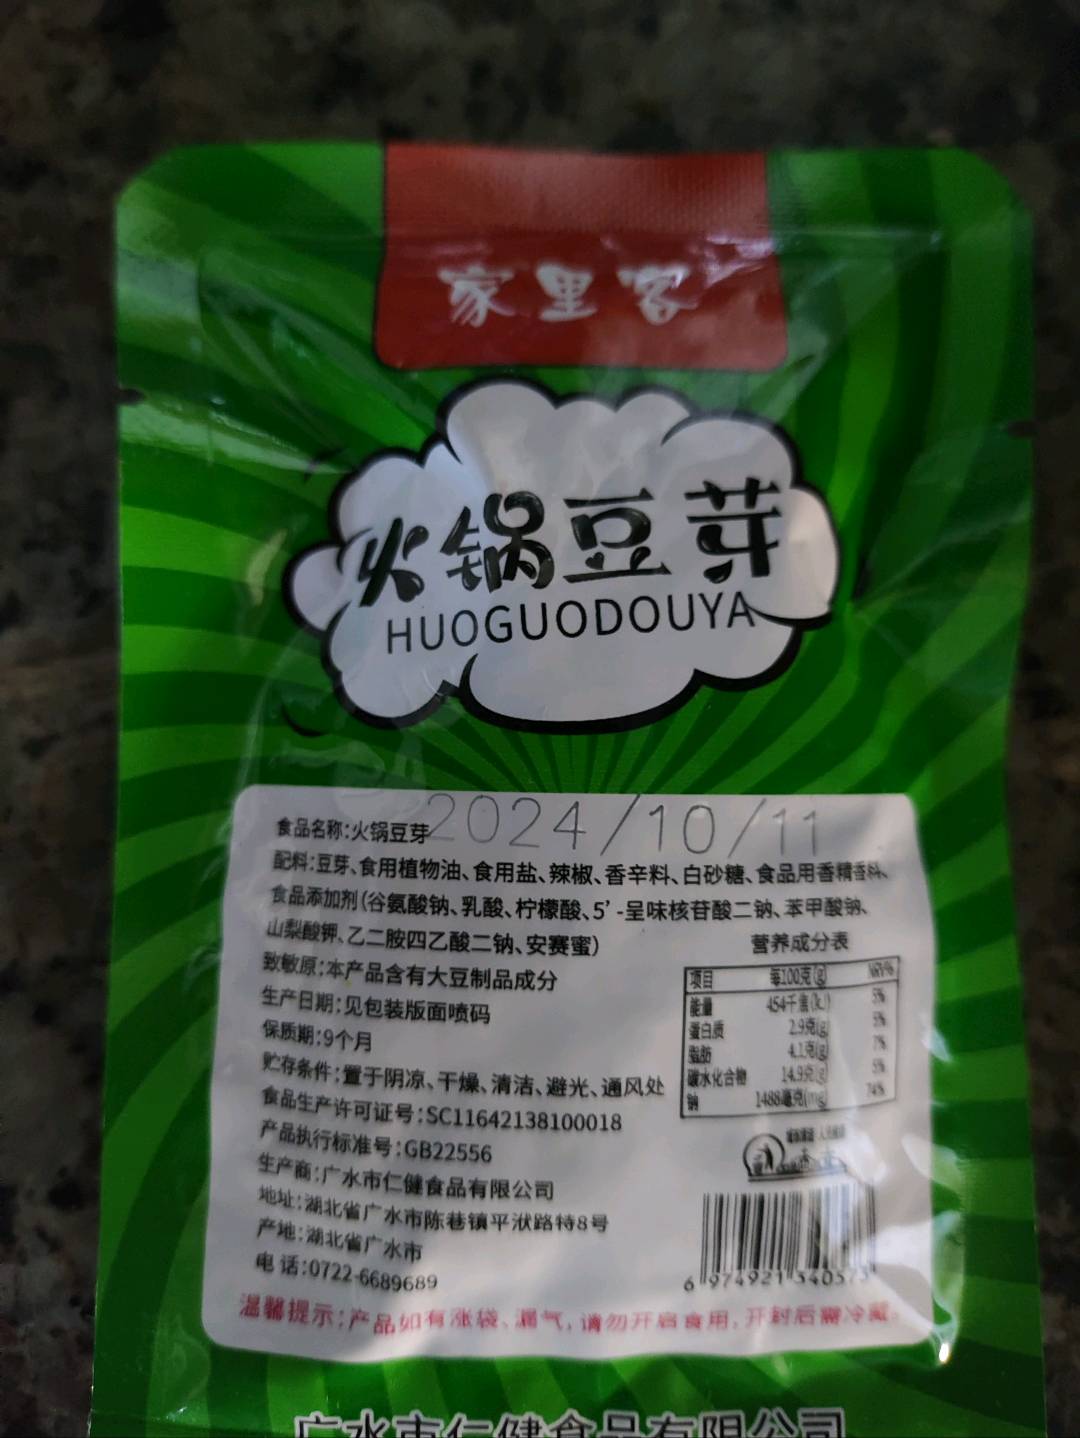 家里客
火锅豆芽
HUOGUODOUYA
2024/10/11
食品名称:火锅豆芽
配料:豆芽、食用植物油、食用盐、辣椒、香辛料、白砂糖、食品用香精香料、
食品添加剂(谷氨酸钠、乳酸、柠檬酸、5’-呈味核苷酸二钠、苯甲酸钠、
山梨酸钾、乙二胺四乙酸二钠、安赛蜜)
致敏原:本产品含有大豆制品成分
生产日期:见包装版面喷码
保质期:9个月
贮存条件:置于阴凉、干燥、清洁、避光、通风处
食品生产许可证号:SC11642138100018
产品执行标准号:GB22556
生产商:广水市仁健食品有限公司
地址:湖北省广水市陈巷镇平洑路特8号
产地:湖北省广水市
电话:0722-6689689
营养成分表
项目 每100克(g) NRV%
能量 454千焦(kJ) 5%
蛋白质 2.9克(g) 5%
脂肪 4.1克(g) 7%
碳水化合物 14.9克(g) 5%
钠 1488毫克(mg) 74%
6 974921 340573
温馨提示:产品如有涨袋、漏气,请勿开启食用,开封后需冷藏。
广水市仁健食品有限公司